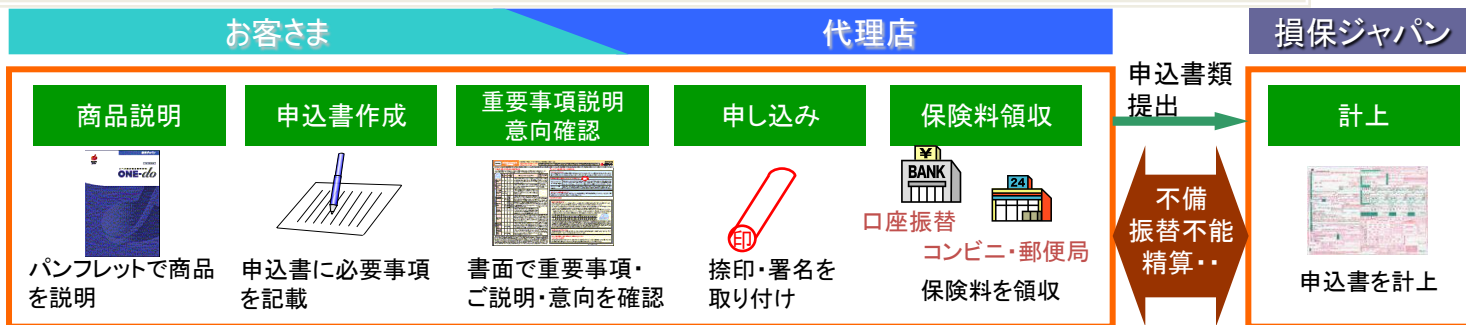 お客さま
代理店
損保ジャパン
申込書類
提出
商品説明
申込書作成
重要事項説明
意向確認
申し込み
保険料領収
計上
ONE-do
印
¥
BANK
24
口座振替
コンビニ・郵便局
不備
振替不能
精算・・
パンフレットで商品
を説明
申込書に必要事項
を記載
書面で重要事項・
ご説明・意向を確認
捺印・署名を
取り付け
保険料を領収
申込書を計上